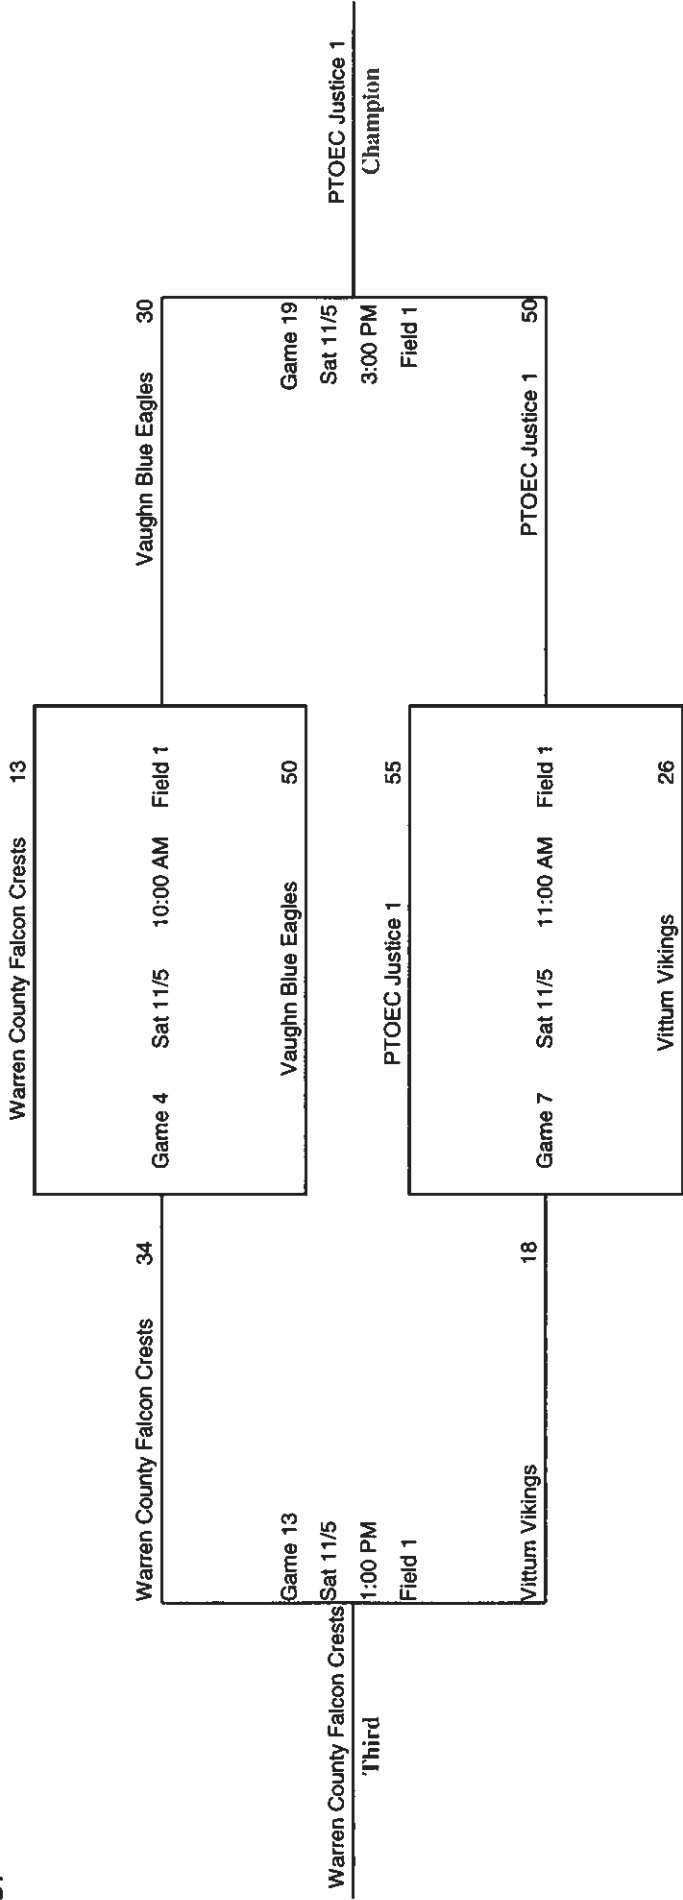 Warren County Falcon Crests 13
Game 4 Sat 11/5 10:00 AM Field 1
Vaughn Blue Eagles 50
PTOEC Justice 1 55
Game 7 Sat 11/5 11:00 AM Field 1
Vittum Vikings 26
Warren County Falcon Crests 34
Game 13
Sat 11/5
1:00 PM
Field 1
Vittum Vikings 18
Warren County Falcon Crests
Third
Vaughn Blue Eagles 30
Game 19
Sat 11/5
3:00 PM
Field 1
PTOEC Justice 1 50
PTOEC Justice 1
Champion